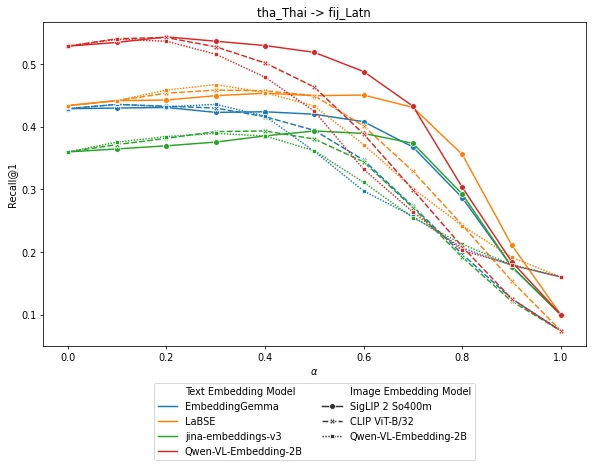 tha_Thai -> fij_Latn
Recall@1
0.5
0.4
0.3
0.2
0.1
0.0 0.2 0.4 0.6 0.8 1.0
α
Text Embedding Model
EmbeddingGemma
LaBSE
jina-embeddings-v3
Qwen-VL-Embedding-2B
Image Embedding Model
SigLIP 2 So400m
CLIP ViT-B/32
Qwen-VL-Embedding-2B